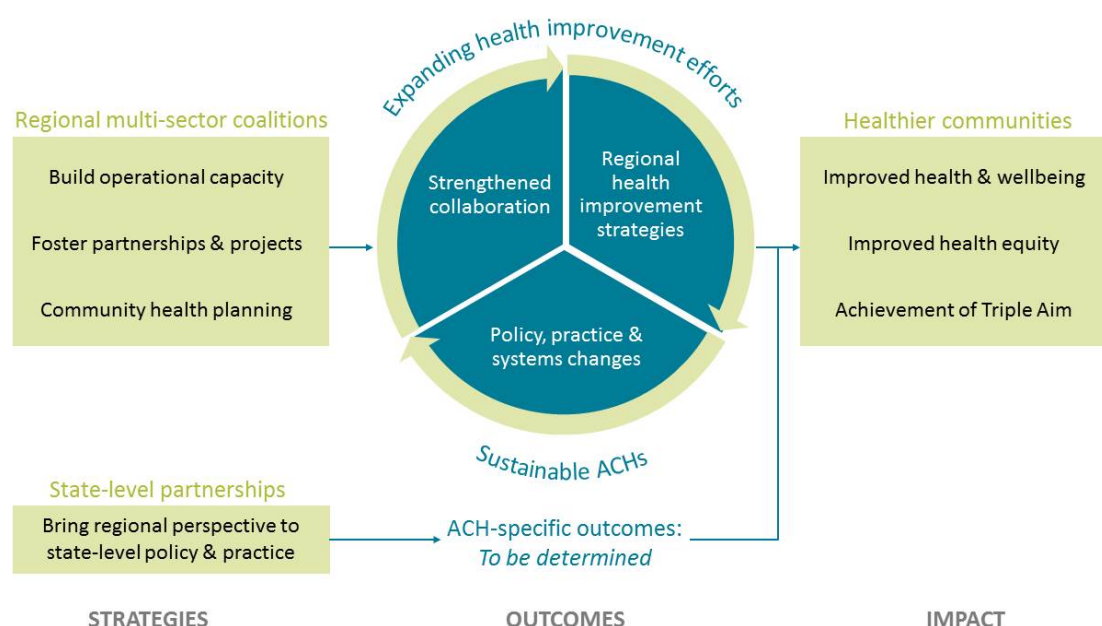 Expanding health improvement efforts
Regional multi-sector coalitions
Build operational capacity
Foster partnerships & projects
Community health planning
Strengthened
collaboration
Regional
health
improvement
strategies
Policy, practice &
systems changes
Sustainable ACHs
Healthier communities
Improved health & wellbeing
Improved health equity
Achievement of Triple Aim
State-level partnerships
Bring regional perspective to
state-level policy & practice
ACH-specific outcomes:
To be determined
STRATEGIES
OUTCOMES
IMPACT